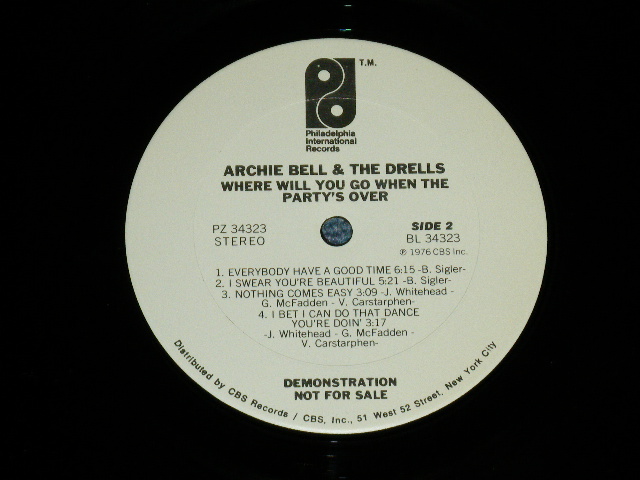 T.M.
Philadelphia
International
Records
ARCHIE BELL & THE DRELLS
WHERE WILL YOU GO WHEN THE
PARTY'S OVER
PZ 34323
STEREO
SIDE 2
BL 34323
℗ 1976 CBS Inc.
1. EVERYBODY HAVE A GOOD TIME 6:15 -B. Sigler-
2. I SWEAR YOU'RE BEAUTIFUL 5:21 -B. Sigler-
3. NOTHING COMES EASY 3:09 -J. Whitehead -
G. McFadden - V. Carstarphen-
4. I BET I CAN DO THAT DANCE
YOU'RE DOIN' 3:17
-J. Whitehead - G. McFadden -
V. Carstarphen-
DEMONSTRATION
NOT FOR SALE
Distributed by CBS Records / CBS, Inc., 51 West 52 Street, New York City